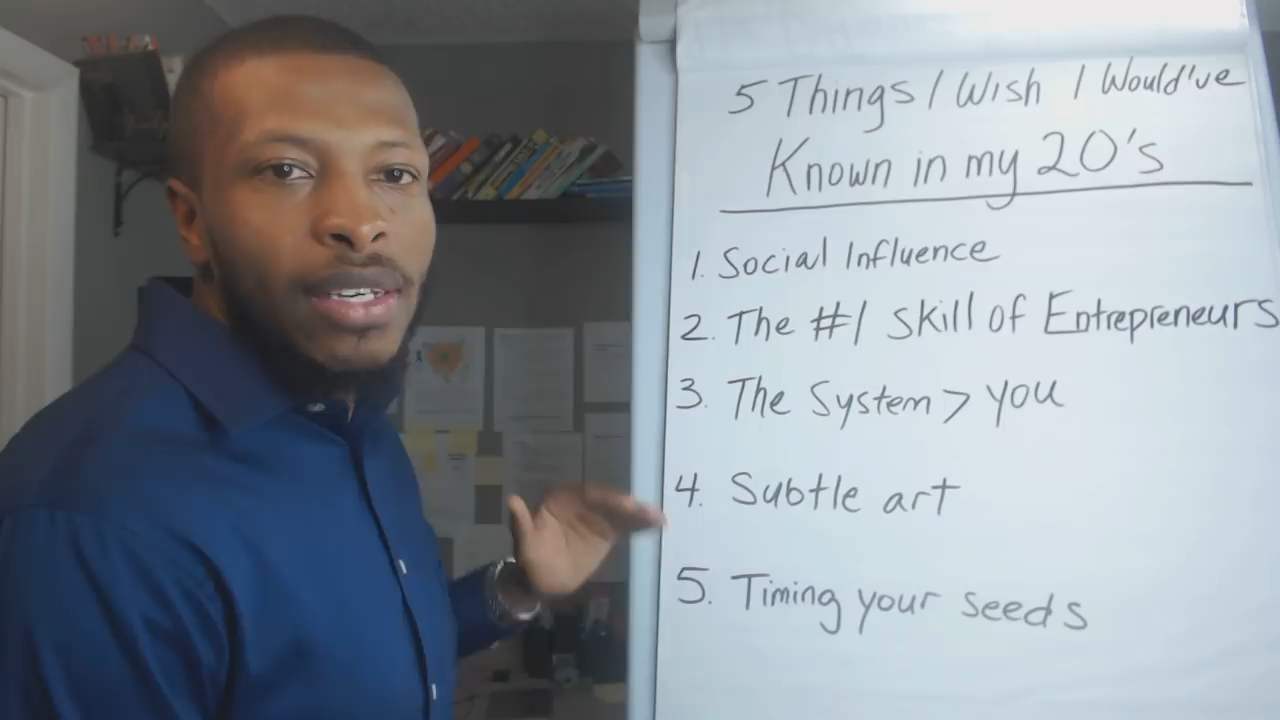 5 Things I Wish I Would've
Known in my 20's
1. Social Influence
2. The #1 Skill of Entrepreneurs
3. The System > you
4. Subtle art
5. Timing your seeds